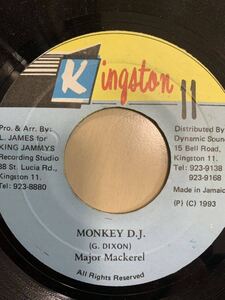 Kingston 11
Pro. & Arr. By:
L. JAMES for
KING JAMMYS
Recording Studio
38 St. Lucia Rd.,
Kingston 11.
Tel: 923-8880
Distributed By
Dynamic Sound
15 Bell Road,
Kingston 11.
Tel: 923-9138
923-9168
Made in Jamaic
(P) (C) 1993
MONKEY D.J.
(G. DIXON)
Major Mackerel
All Rights Reserved